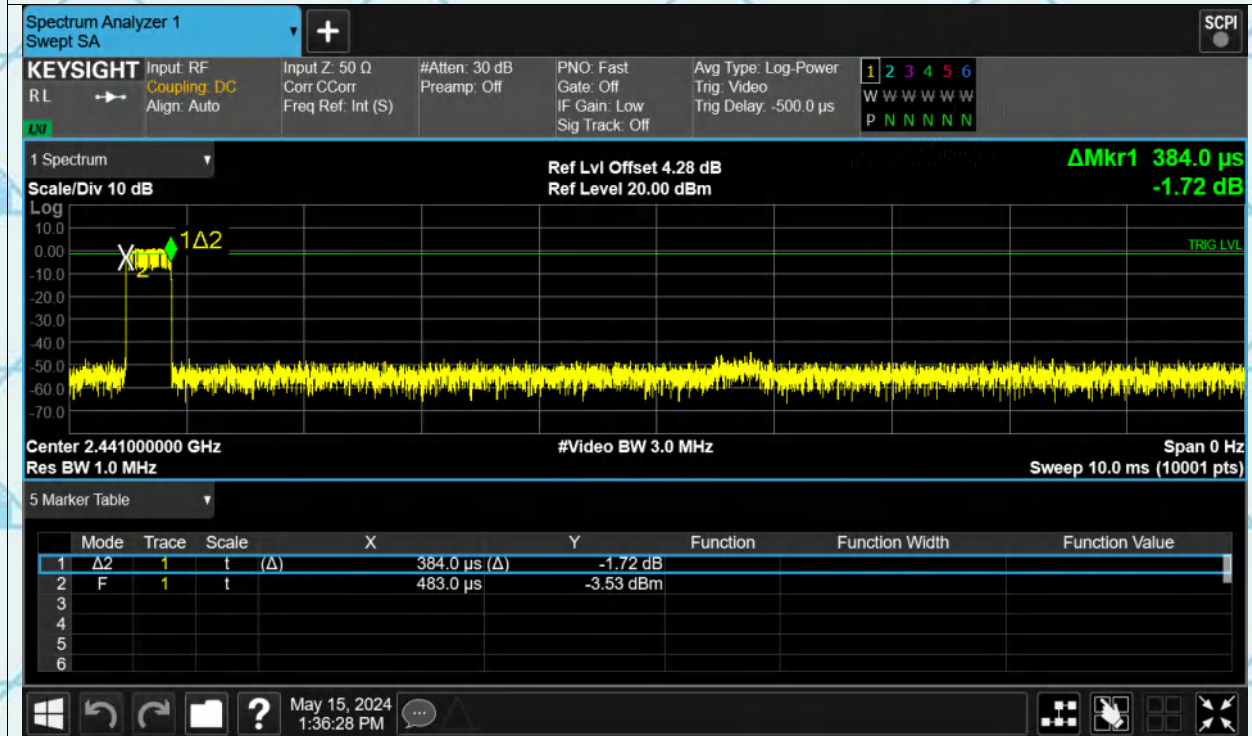 Spectrum Analyzer 1
Swept SA
+
SCPI
KEYSIGHT Input: RF Input Z: 50 Ω #Atten: 30 dB PNO: Fast Avg Type: Log-Power 1 2 3 4 5 6
RL Coupling: DC Corr CCorr Preamp: Off Gate: Off Trig: Video W W W W W W
Align: Auto Freq Ref: Int (S) IF Gain: Low Trig Delay: -500.0 µs P N N N N N
LXI Sig Track: Off
1 Spectrum ΔMkr1 384.0 µs
Ref Lvl Offset 4.28 dB
Scale/Div 10 dB Ref Level 20.00 dBm -1.72 dB
Log
10.0
1Δ2
0.00 TRIG LVL
X2
-10.0
-20.0
-30.0
-40.0
-50.0
-60.0
-70.0
Center 2.441000000 GHz #Video BW 3.0 MHz Span 0 Hz
Res BW 1.0 MHz Sweep 10.0 ms (10001 pts)
5 Marker Table
Mode Trace Scale X Y Function Function Width Function Value
1 Δ2 1 t (Δ) 384.0 µs (Δ) -1.72 dB
2 F 1 t 483.0 µs -3.53 dBm
3
4
5
6
? May 15, 2024
1:36:28 PM